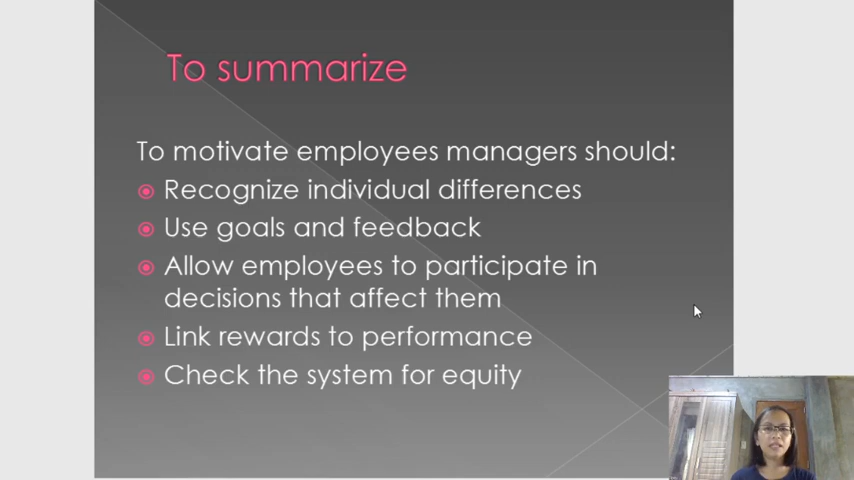 To summarize
To motivate employees managers should:
Recognize individual differences
Use goals and feedback
Allow employees to participate in
decisions that affect them
Link rewards to performance
Check the system for equity